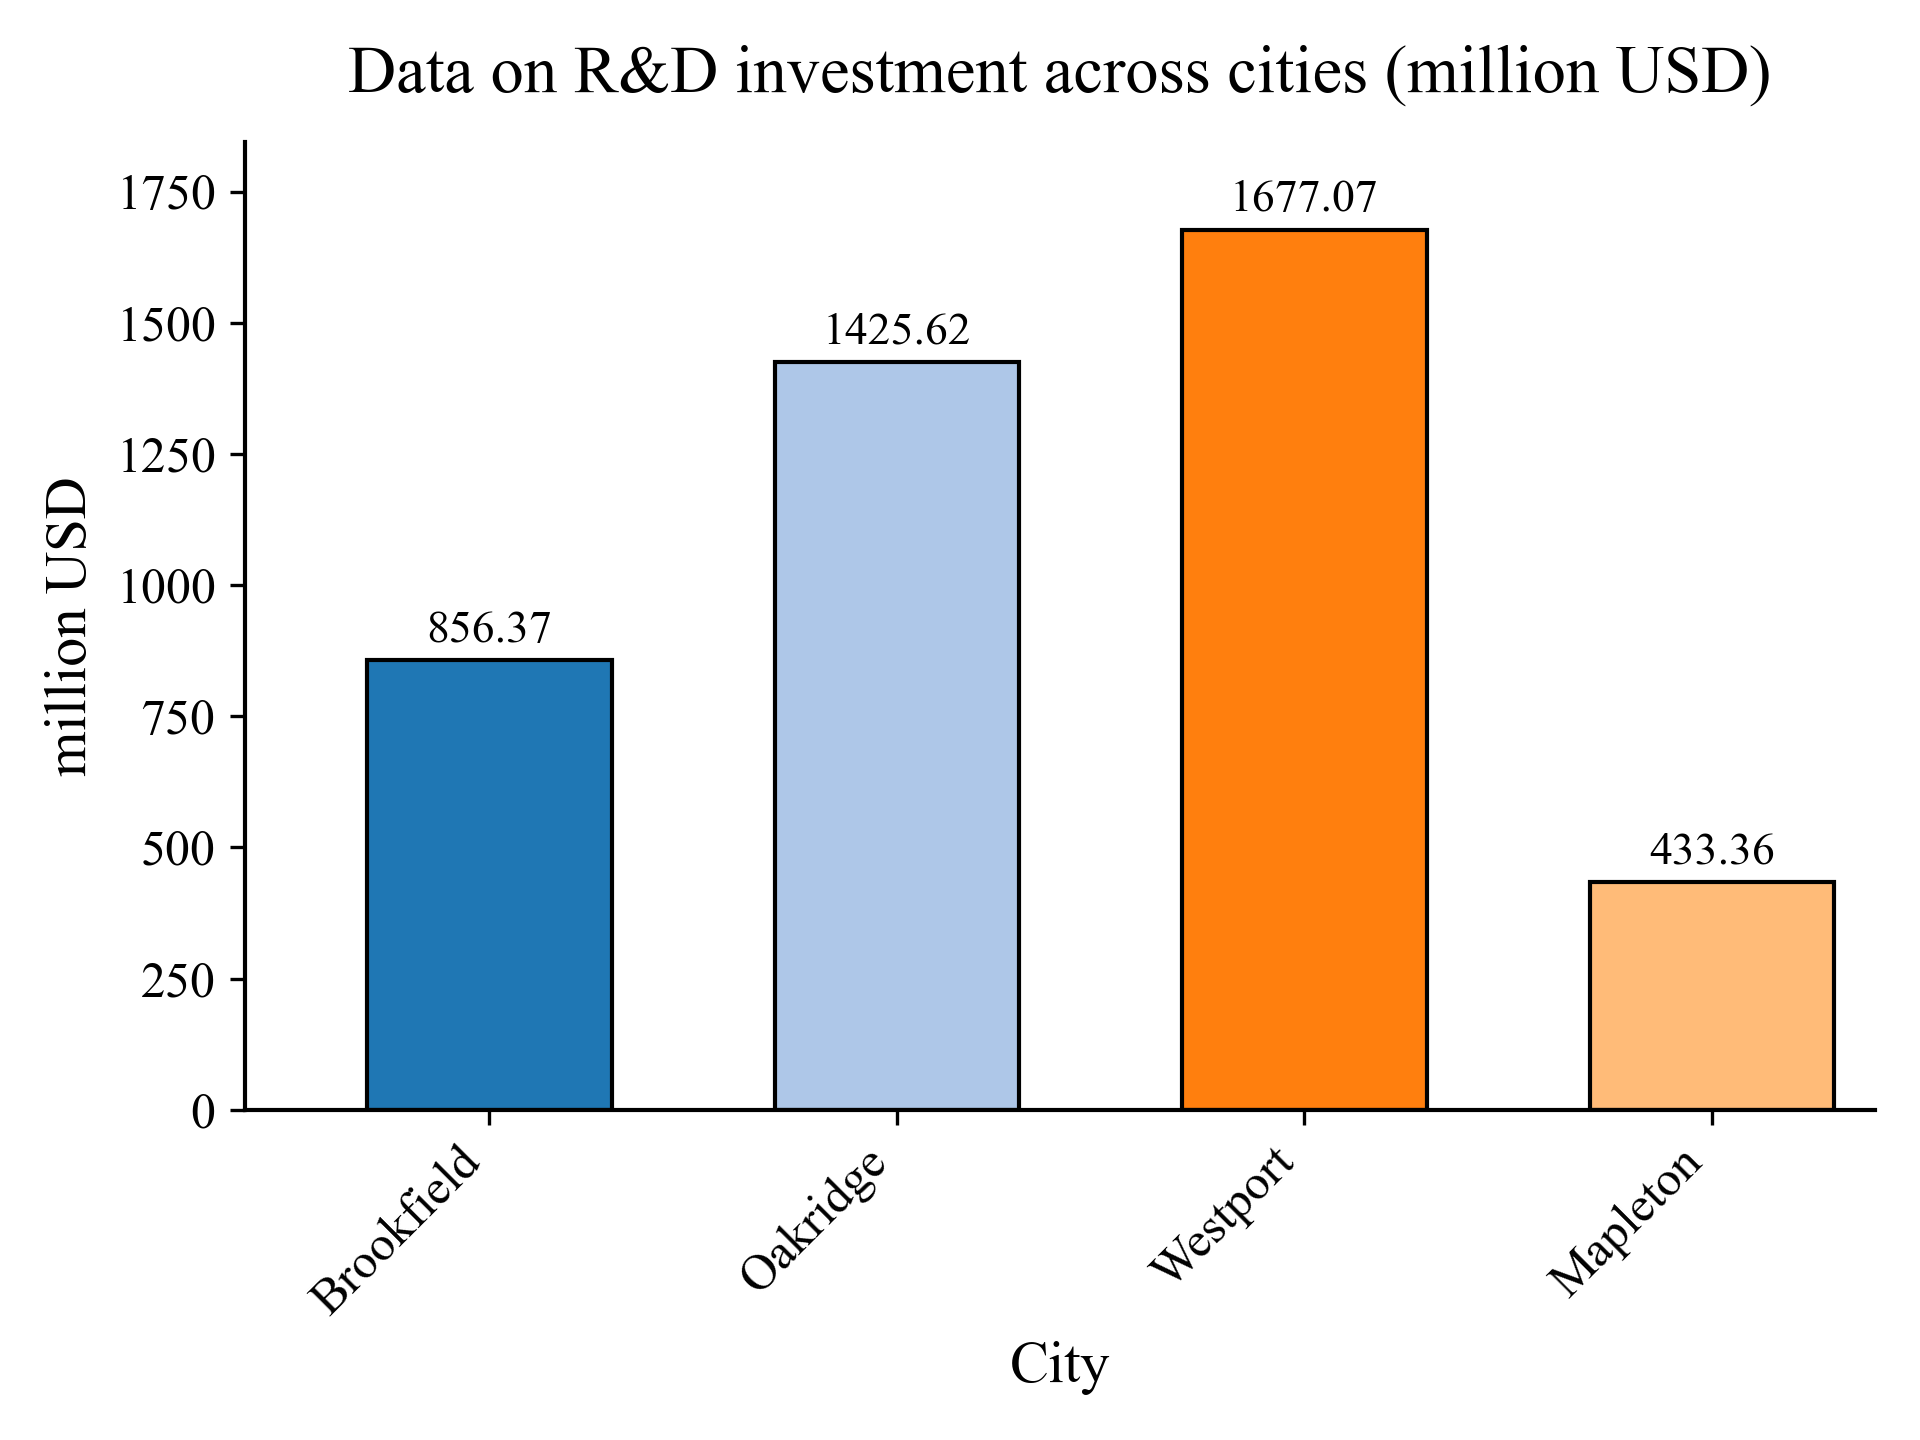 Data on R&D investment across cities (million USD)
1750
1500
1250
1000
750
500
250
0
million USD
856.37
1425.62
1677.07
433.36
Brookfield
Oakridge
Westport
Mapleton
City